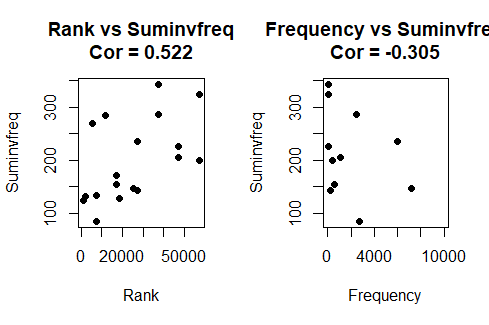 Rank vs Suminvfreq
Cor = 0.522
Suminvfreq
100
200
300
0
20000
50000
Rank
Frequency vs Suminvfre
Cor = -0.305
Suminvfreq
100
200
300
0
4000
10000
Frequency